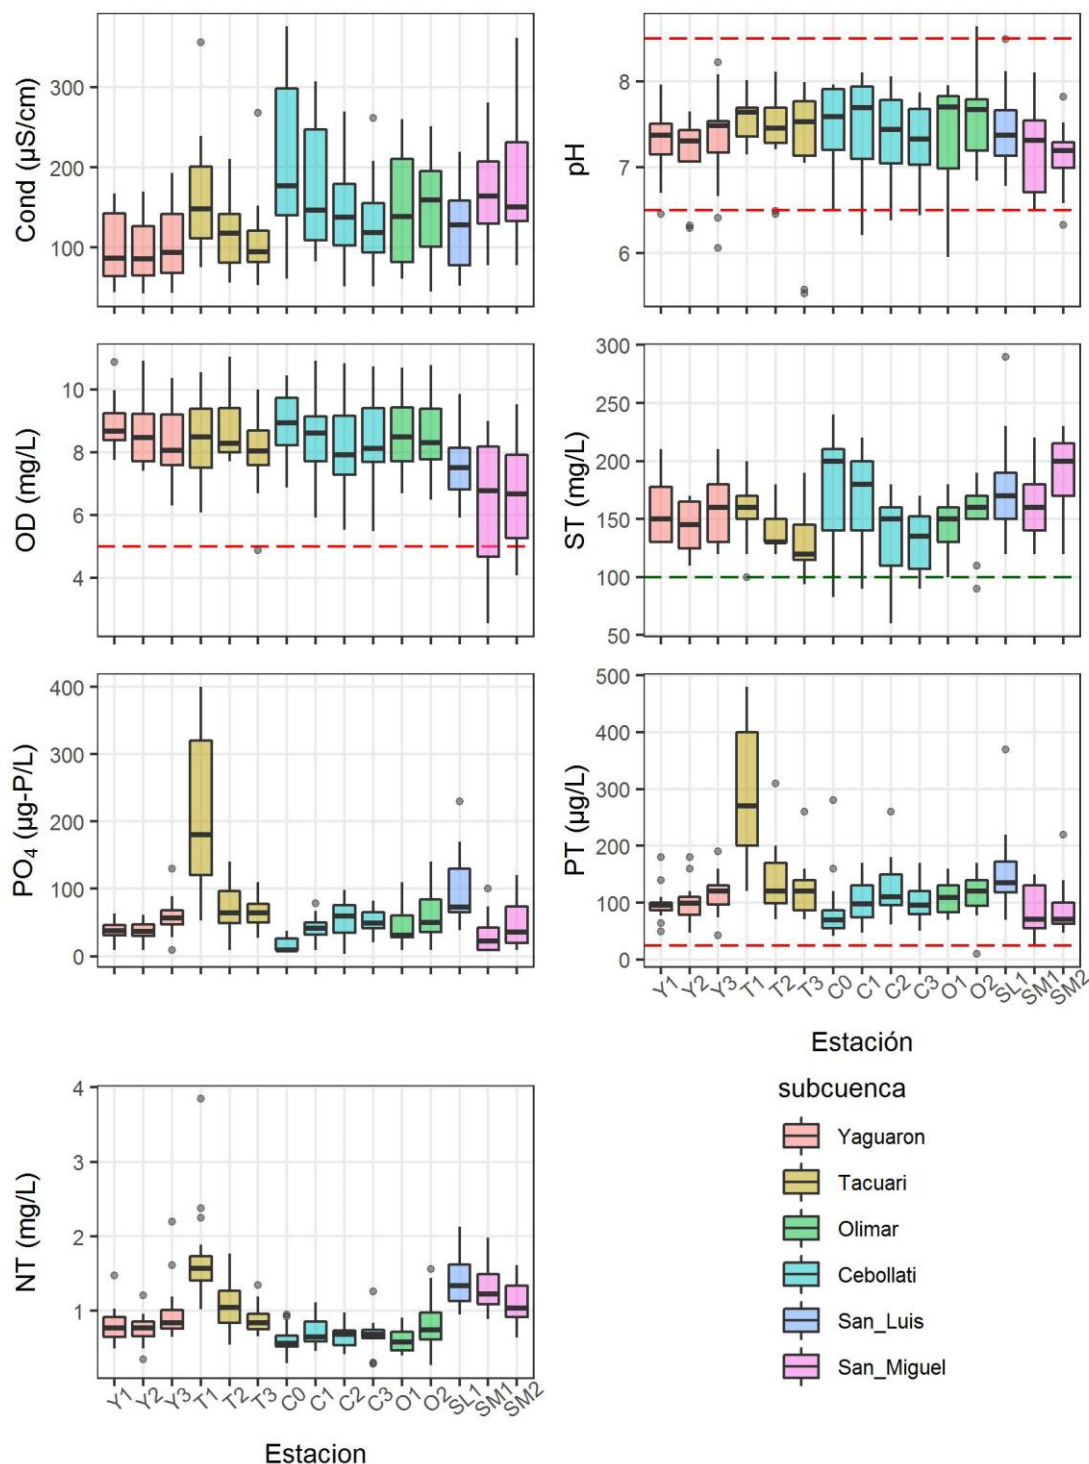 Cond (µS/cm)
300
200
100
pH
8
7
6
OD (mg/L)
10
8
6
4
ST (mg/L)
300
250
200
150
100
50
PO4 (µg-P/L)
400
300
200
100
0
PT (µg/L)
500
400
300
200
100
0
Y1 Y2 Y3 T1 T2 T3 C0 C1 C2 C3 O1 O2 SL1 SM1 SM2
Estación
NT (mg/L)
4
3
2
1
Y1 Y2 Y3 T1 T2 T3 C0 C1 C2 C3 O1 O2 SL1 SM1 SM2
Estacion
subcuenca
Yaguaron
Tacuari
Olimar
Cebollati
San_Luis
San_Miguel